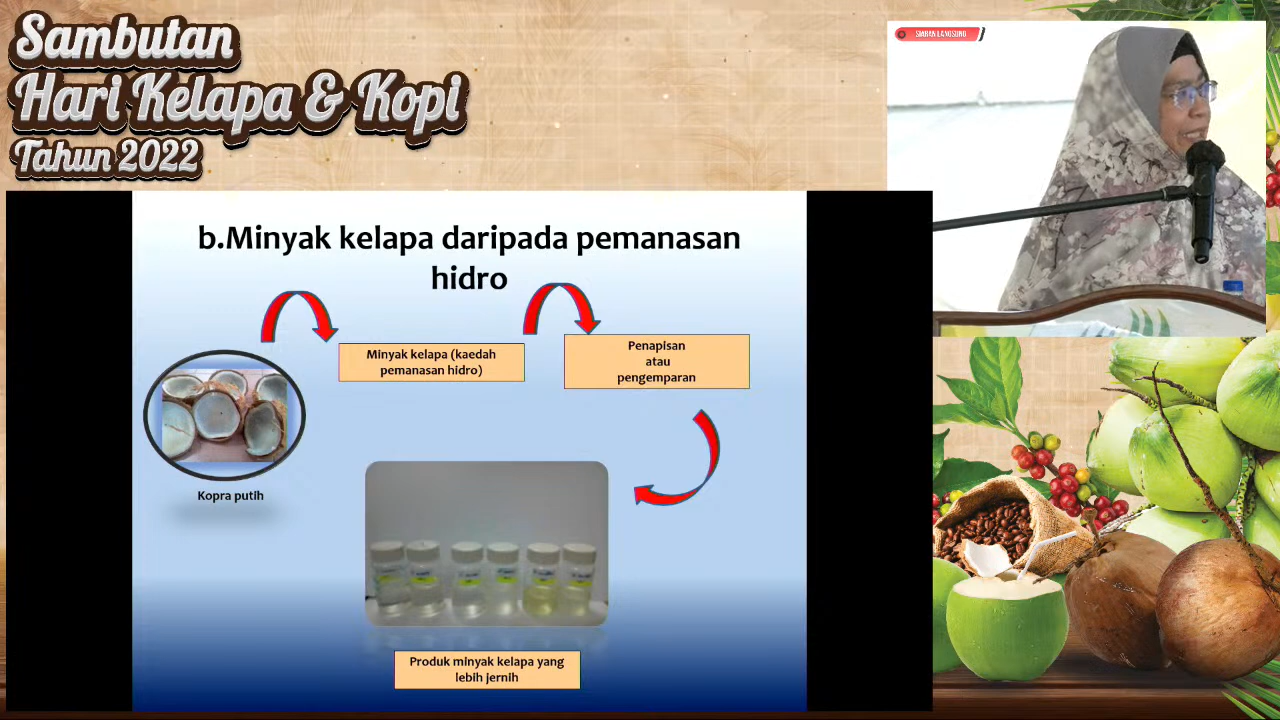 Sambutan
Hari Kelapa & Kopi
Tahun 2022
SIARAN LANGSUNG
b.Minyak kelapa daripada pemanasan
hidro
Minyak kelapa (kaedah
pemanasan hidro)
Penapisan
atau
pengemparan
Kopra putih
Produk minyak kelapa yang
lebih jernih